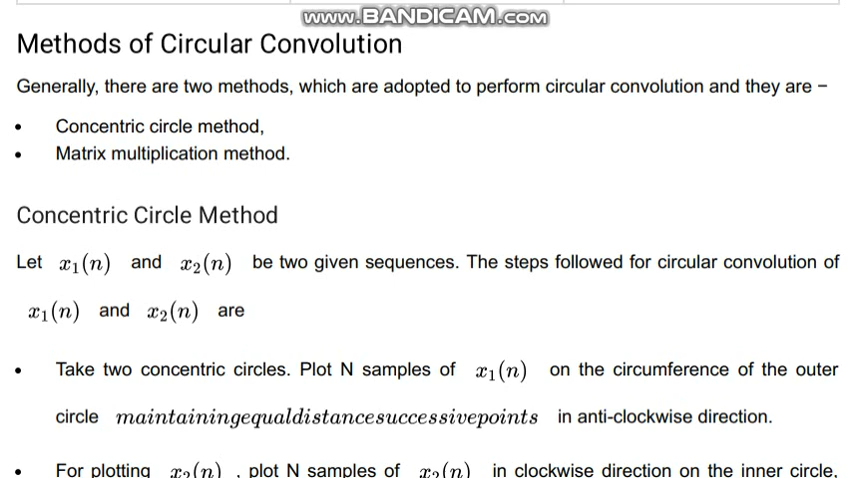 www.BANDICAM.com
Methods of Circular Convolution
Generally, there are two methods, which are adopted to perform circular convolution and they are −
• Concentric circle method,
• Matrix multiplication method.
Concentric Circle Method
Let x₁(n) and x₂(n) be two given sequences. The steps followed for circular convolution of
x₁(n) and x₂(n) are
• Take two concentric circles. Plot N samples of x₁(n) on the circumference of the outer
circle maintainingequaldistancesuccessivepoints in anti-clockwise direction.
• For plotting x₂(n) , plot N samples of x₂(n) in clockwise direction on the inner circle,